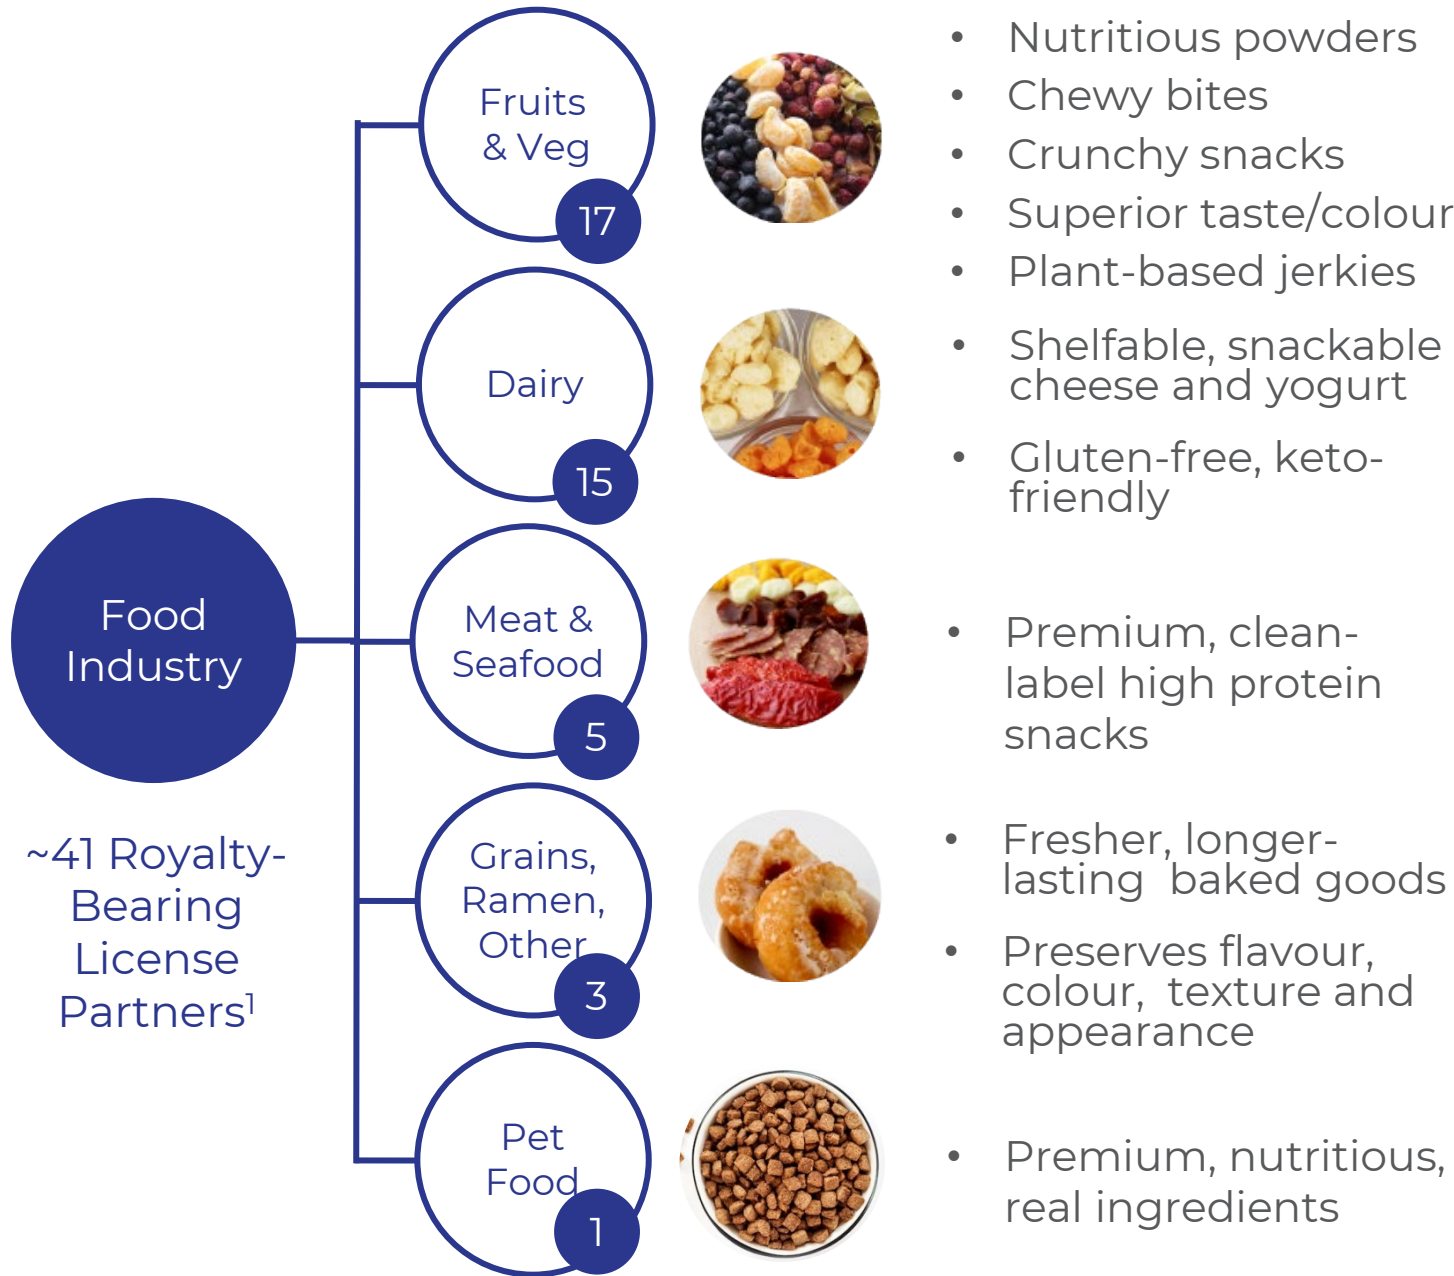 Food
Industry
~41 Royalty-
Bearing
License
Partners¹
Fruits
& Veg
17
• Nutritious powders
• Chewy bites
• Crunchy snacks
• Superior taste/colour
• Plant-based jerkies
Dairy
15
• Shelfable, snackable
cheese and yogurt
• Gluten-free, keto-
friendly
Meat &
Seafood
5
• Premium, clean-
label high protein
snacks
Grains,
Ramen,
Other
3
• Fresher, longer-
lasting baked goods
• Preserves flavour,
colour, texture and
appearance
Pet
Food
1
• Premium, nutritious,
real ingredients